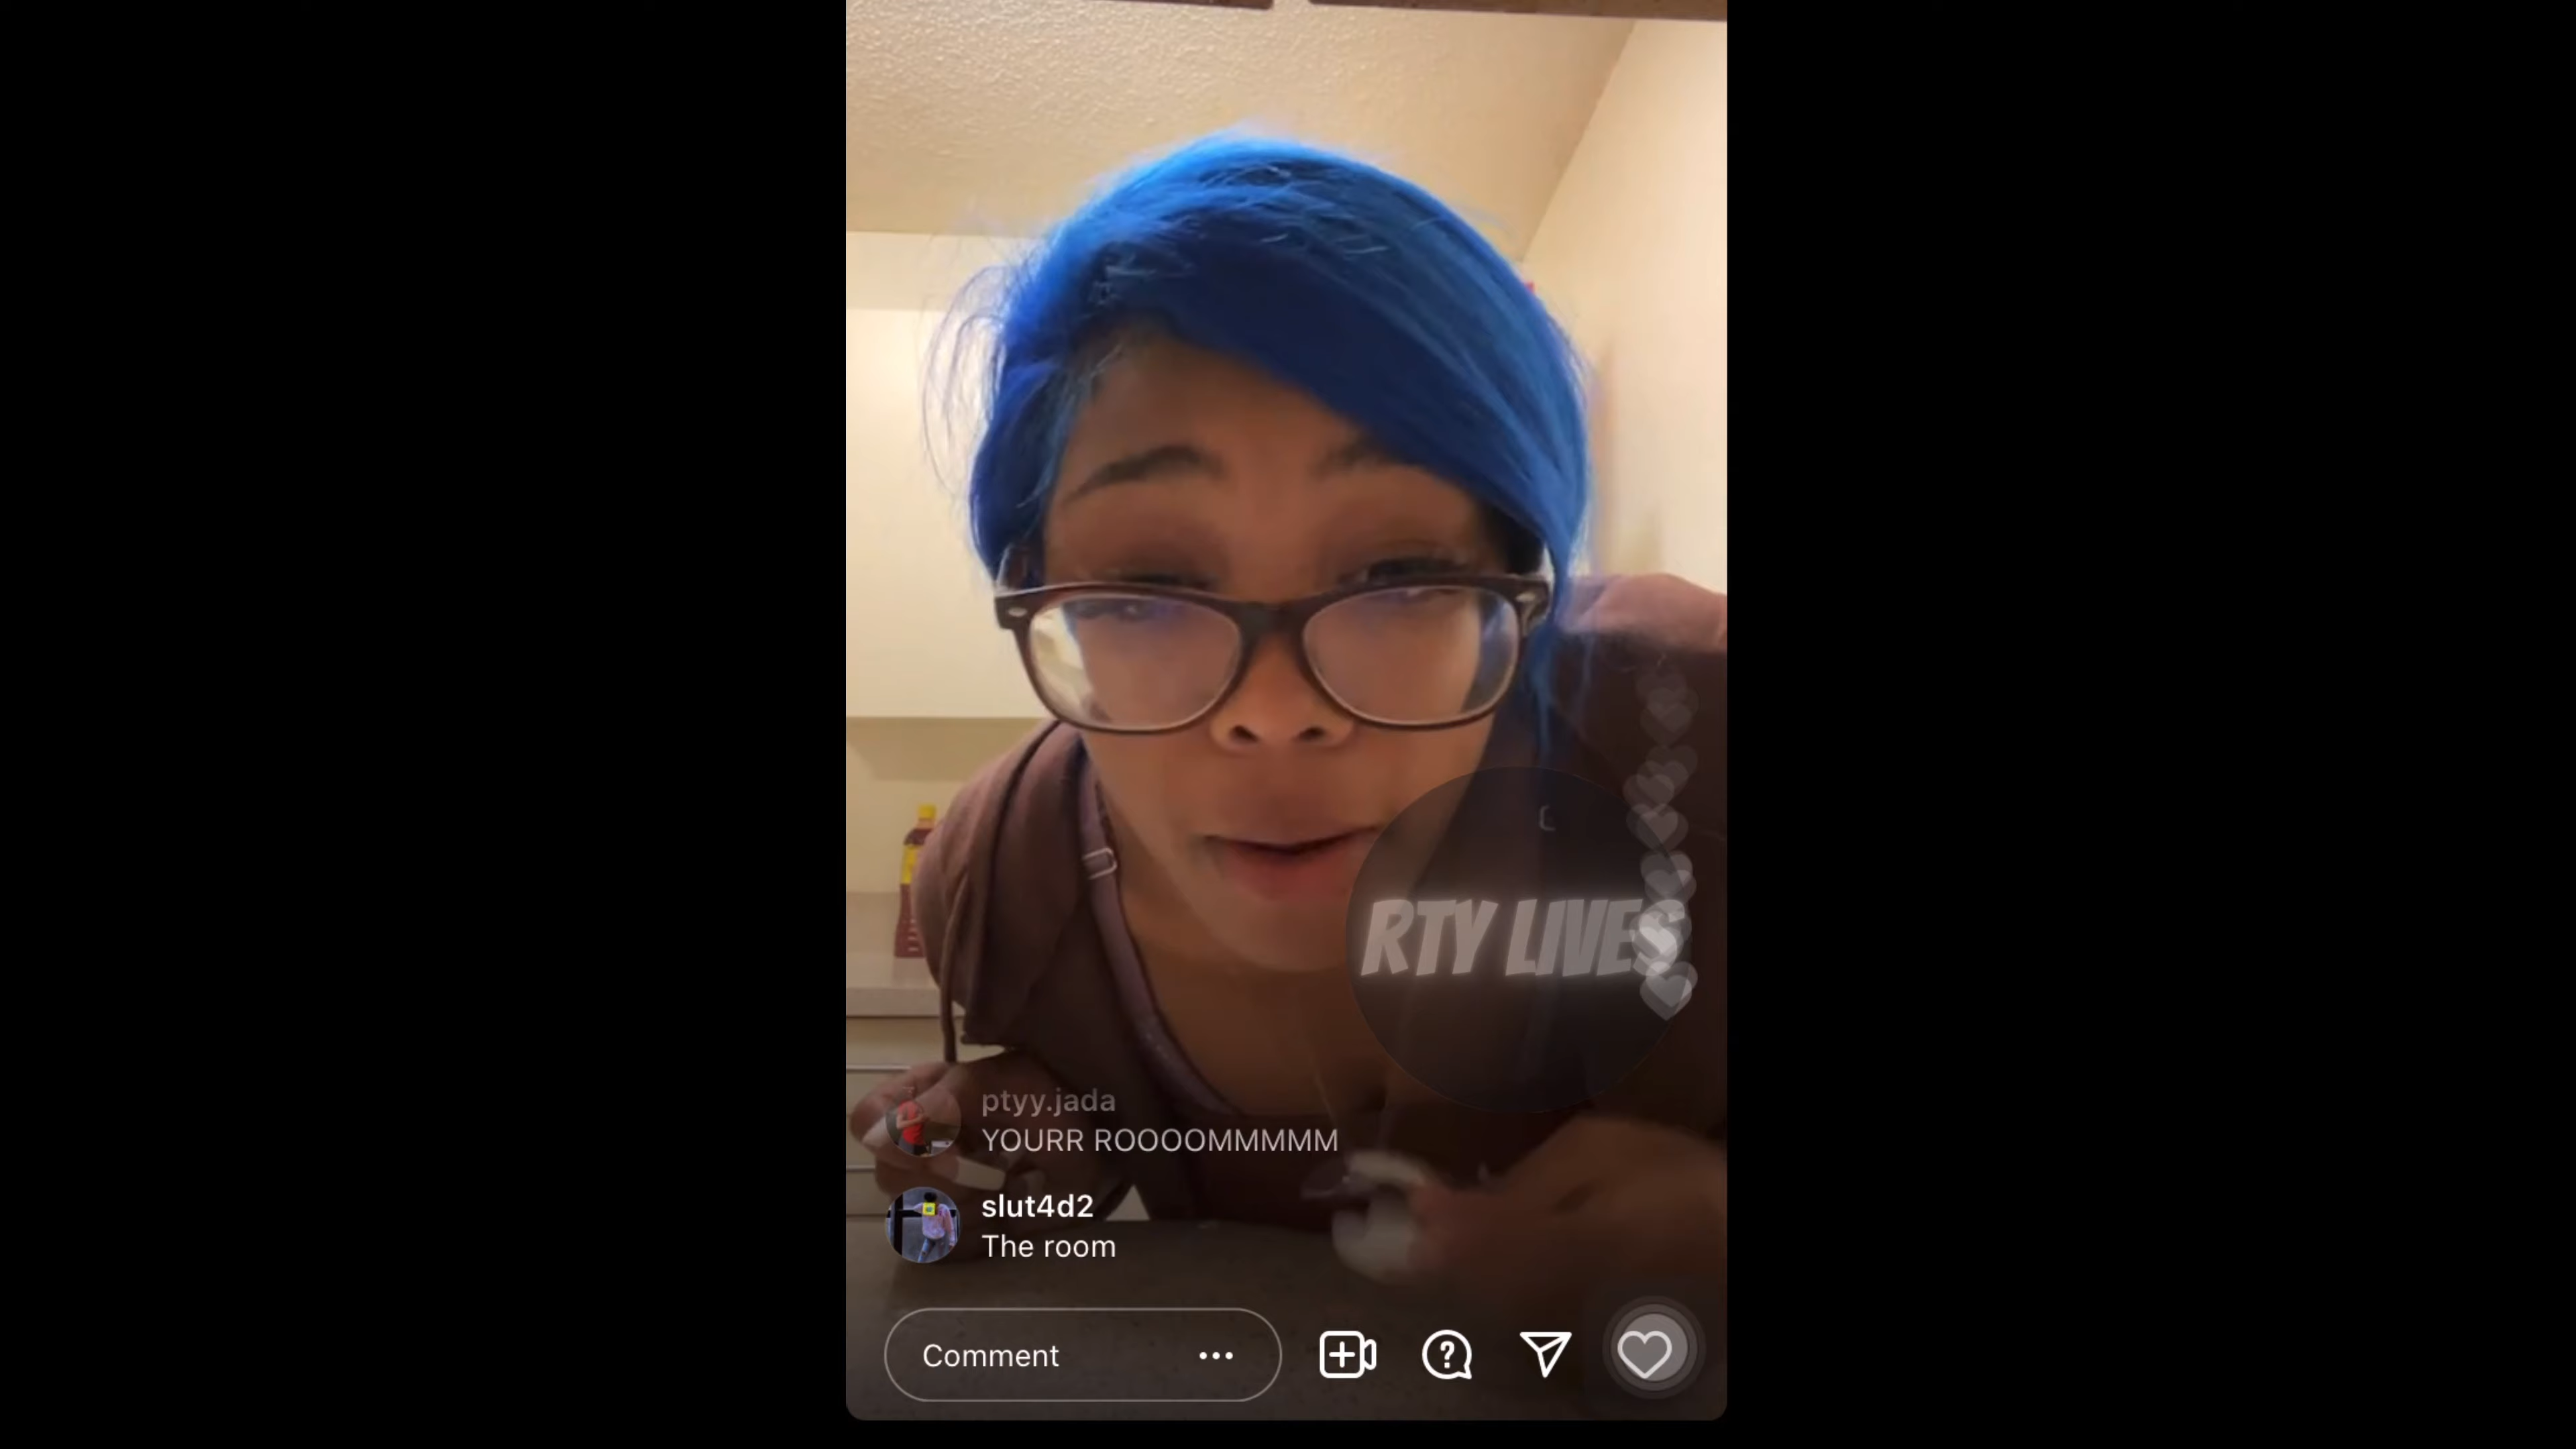 RTY LIVES
ptyy.jada
YOURR ROOOOMMMMM
slut4d2
The room
Comment